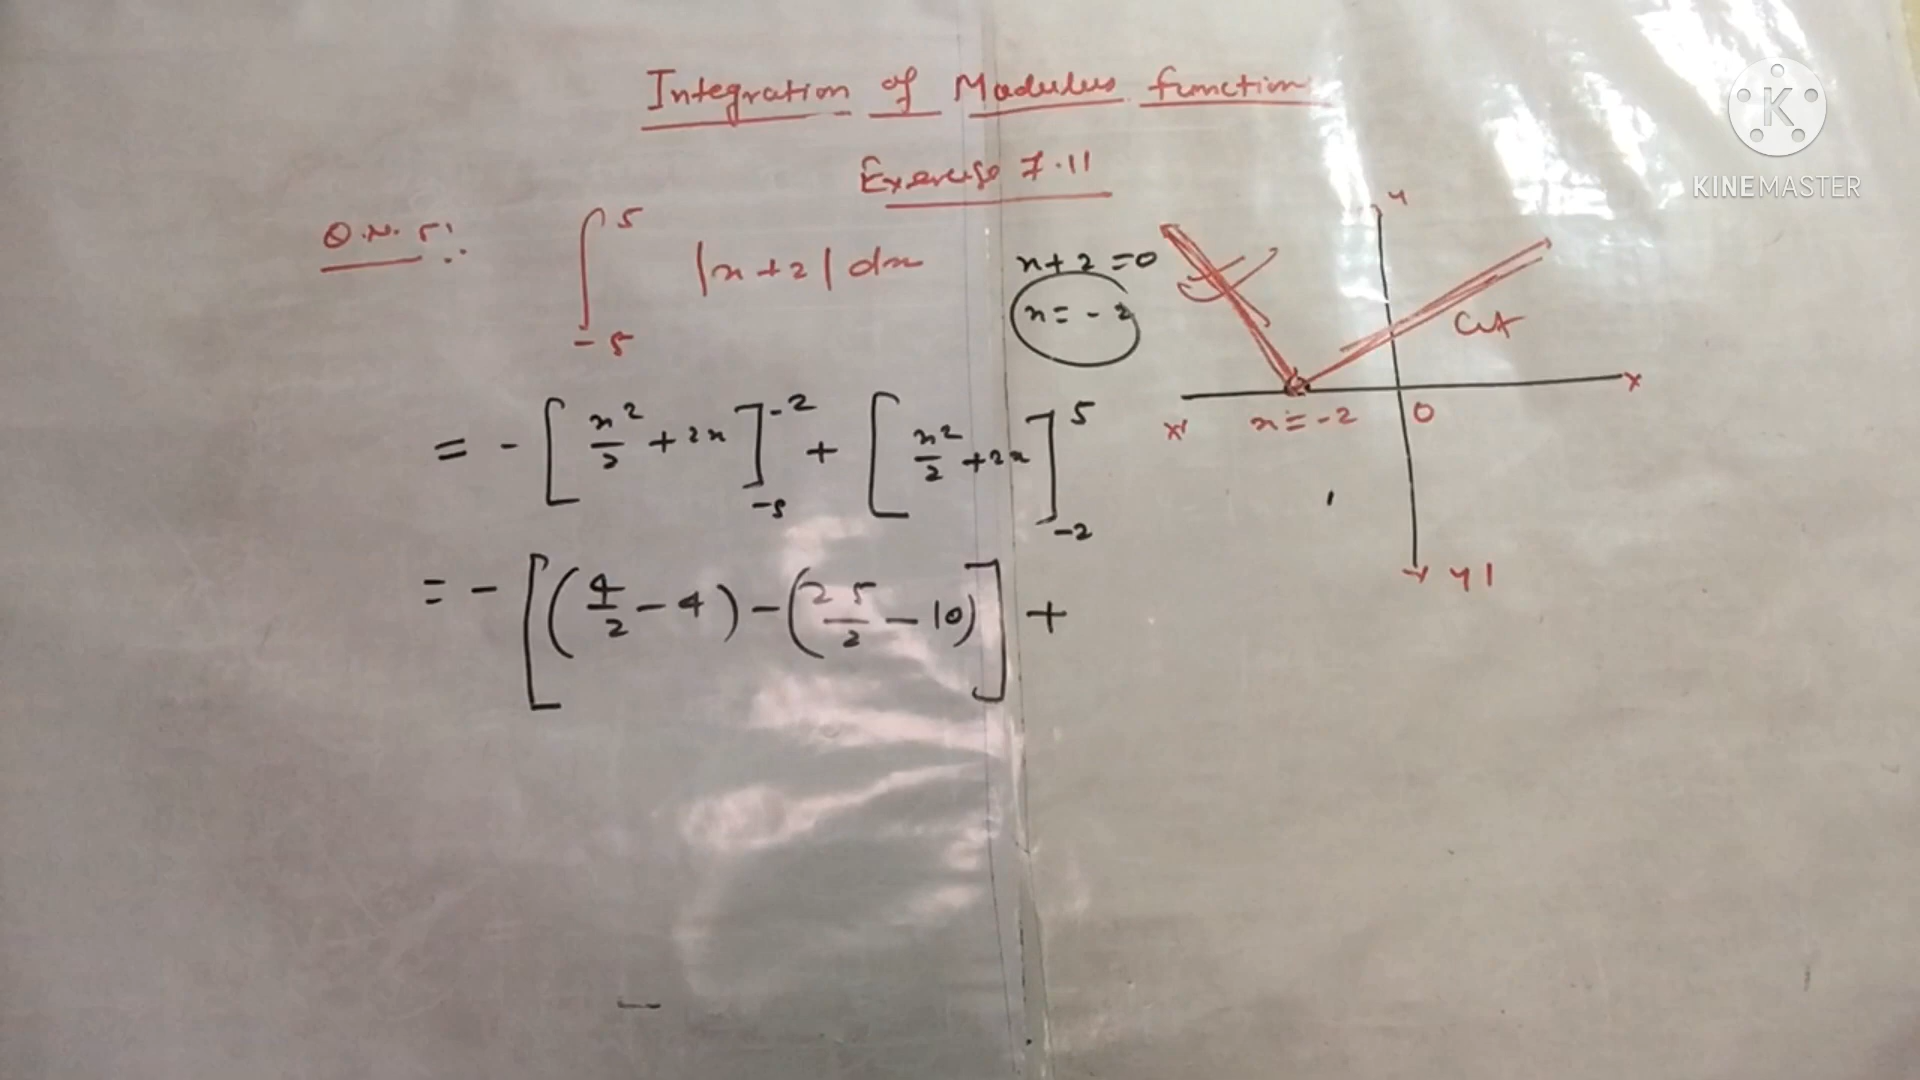 Integration of Modulus function
Exercise 7.11
Q.N. 5:.
∫_{-5}^{5} |x+2| dx
x+2=0
x=-2
= -[x²/2 + 2x]_{-5}^{-2} + [x²/2 + 2x]_{-2}^{5}
= -[(4/2 - 4) - (25/2 - 10)] +
y
x
x'
x=-2
0
y1
KINEMASTER